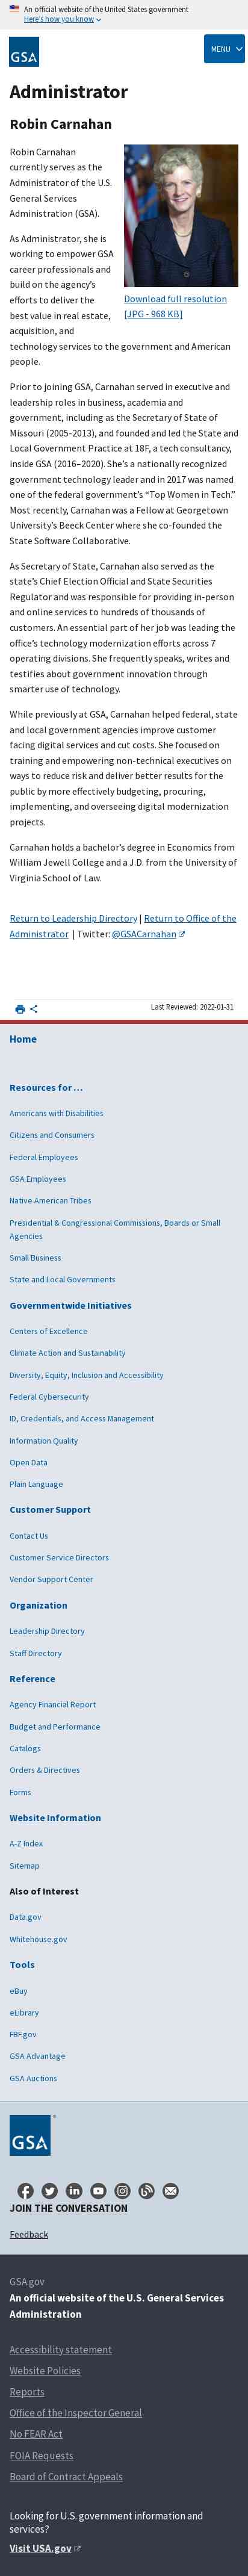 An official website of the United States government
Here's how you know
GSA
MENU
Administrator
Robin Carnahan
Robin Carnahan
currently serves as the
Administrator of the U.S.
General Services
Administration (GSA).
Download full resolution
[JPG - 968 KB]
As Administrator, she is
working to empower GSA
career professionals and
build on the agency's
efforts to deliver the
best value in real estate,
acquisition, and
technology services to the government and American
people.
Prior to joining GSA, Carnahan served in executive and
leadership roles in business, academia and
government, including as the Secretary of State of
Missouri (2005-2013), and founded and led the State and
Local Government Practice at 18F, a tech consultancy,
inside GSA (2016–2020). She's a nationally recognized
government technology leader and in 2017 was named
one of the federal government's “Top Women in Tech.”
Most recently, Carnahan was a Fellow at Georgetown
University's Beeck Center where she co-founded the
State Software Collaborative.
As Secretary of State, Carnahan also served as the
state's Chief Election Official and State Securities
Regulator and was responsible for providing in-person
and online services to hundreds of thousands of
customers. An essential part of her job was leading the
office's technology modernization efforts across 7
divisions. She frequently speaks, writes and invests
about government innovation through smarter use of
technology.
While previously at GSA, Carnahan helped government
customers improve customer experience of digital
facing services and cut costs. She focused on
training and empowering non-technical executives on
ways to reduce risk and deliver better results for the
public by more effectively budgeting, procuring,
implementing, and overseeing digital modernization
projects.
Carnahan holds a bachelor's degree in Economics from
William Jewell College and a J.D. from the University of
Virginia School of Law.
Return to Leadership Directory | Return to Office of the
Administrator | Twitter: @GSACarnahan
Last Reviewed: 2022-01-31
Home
Resources for …
Americans with Disabilities
Citizens and Consumers
Federal Employees
GSA Employees
Native American Tribes
Presidential & Congressional Commissions, Boards or Small
Agencies
Small Business
State and Local Governments
Governmentwide Initiatives
Centers of Excellence
Climate Action and Sustainability
Diversity, Equity, Inclusion and Accessibility
Federal Cybersecurity
ID, Credentials, and Access Management
Information Quality
Open Data
Plain Language
Customer Support
Contact Us
Customer Service Directors
Vendor Support Center
Organization
Leadership Directory
Staff Directory
Reference
Agency Financial Report
Budget and Performance
Catalogs
Orders & Directives
Forms
Website Information
A-Z Index
Sitemap
Also of Interest
Data.gov
Whitehouse.gov
Tools
eBuy
eLibrary
FBF.gov
GSA Advantage
GSA Auctions
GSA
JOIN THE CONVERSATION
Feedback
GSA.gov
An official website of the U.S. General Services
Administration
Accessibility statement
Website Policies
Reports
Office of the Inspector General
No FEAR Act
FOIA Requests
Board of Contract Appeals
Looking for U.S. government information and
services?
Visit USA.gov